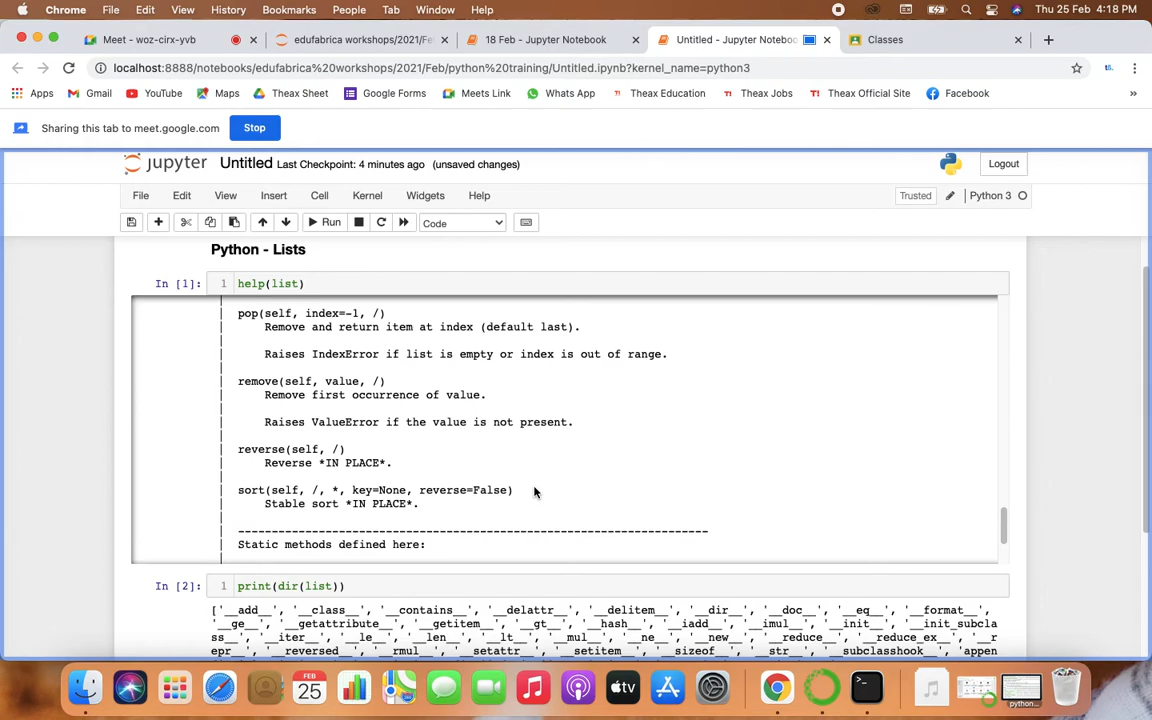 Chrome File Edit View History Bookmarks People Tab Window Help Thu 25 Feb 4:18 PM
Meet - woz-cirx-yvb
edufabrica workshops/2021/Fe
18 Feb - Jupyter Notebook
Untitled - Jupyter Noteboo
Classes
localhost:8888/notebooks/edufabrica%20workshops/2021/Feb/python%20training/Untitled.ipynb?kernel_name=python3
Apps Gmail YouTube Maps Theax Sheet Google Forms Meets Link Whats App Theax Education Theax Jobs Theax Official Site Facebook
Sharing this tab to meet.google.com Stop
jupyter Untitled Last Checkpoint: 4 minutes ago (unsaved changes) Logout
File Edit View Insert Cell Kernel Widgets Help Trusted Python 3
Run Code
Python - Lists
In [1]: 1 help(list)
pop(self, index=-1, /)
Remove and return item at index (default last).
Raises IndexError if list is empty or index is out of range.
remove(self, value, /)
Remove first occurrence of value.
Raises ValueError if the value is not present.
reverse(self, /)
Reverse *IN PLACE*.
sort(self, /, *, key=None, reverse=False)
Stable sort *IN PLACE*.
----------------------------------------------------------------------
Static methods defined here:
In [2]: 1 print(dir(list))
['__add__', '__class__', '__contains__', '__delattr__', '__delitem__', '__dir__', '__doc__', '__eq__', '__format__',
'__ge__', '__getattribute__', '__getitem__', '__gt__', '__hash__', '__iadd__', '__imul__', '__init__', '__init_subcla
ss__', '__iter__', '__le__', '__len__', '__lt__', '__mul__', '__ne__', '__new__', '__reduce__', '__reduce_ex__', '__r
epr__', '__reversed__', '__rmul__', '__setattr__', '__setitem__', '__sizeof__', '__str__', '__subclasshook__', 'appen
FEB
25
tv
python...